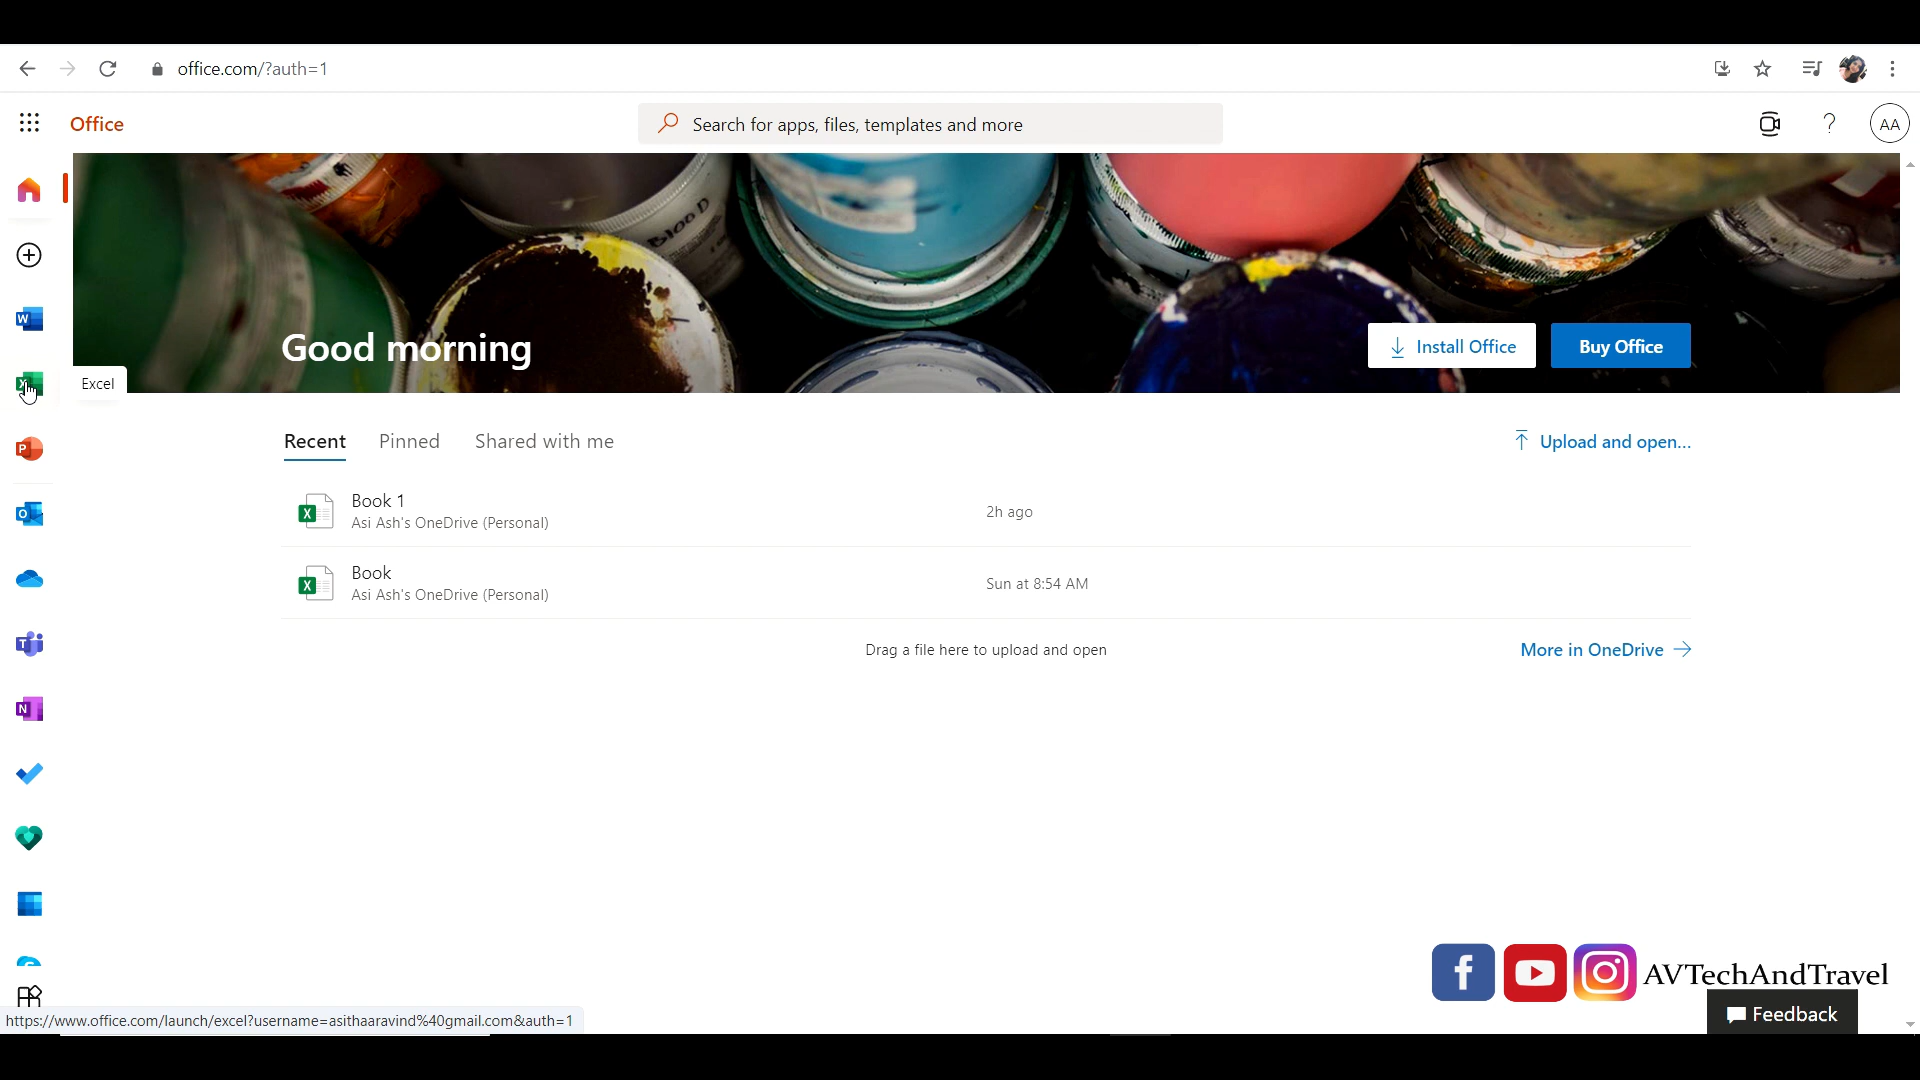 office.com/?auth=1
Office
Search for apps, files, templates and more
?
AA
BLOO D
Good morning
Install Office
Buy Office
W
X
Excel
P
Recent
Pinned
Shared with me
Upload and open...
X
Book 1
Asi Ash's OneDrive (Personal)
2h ago
O
X
Book
Asi Ash's OneDrive (Personal)
Sun at 8:54 AM
T
Drag a file here to upload and open
More in OneDrive
N
f
AVTechAndTravel
Feedback
https://www.office.com/launch/excel?username=asithaaravind%40gmail.com&auth=1